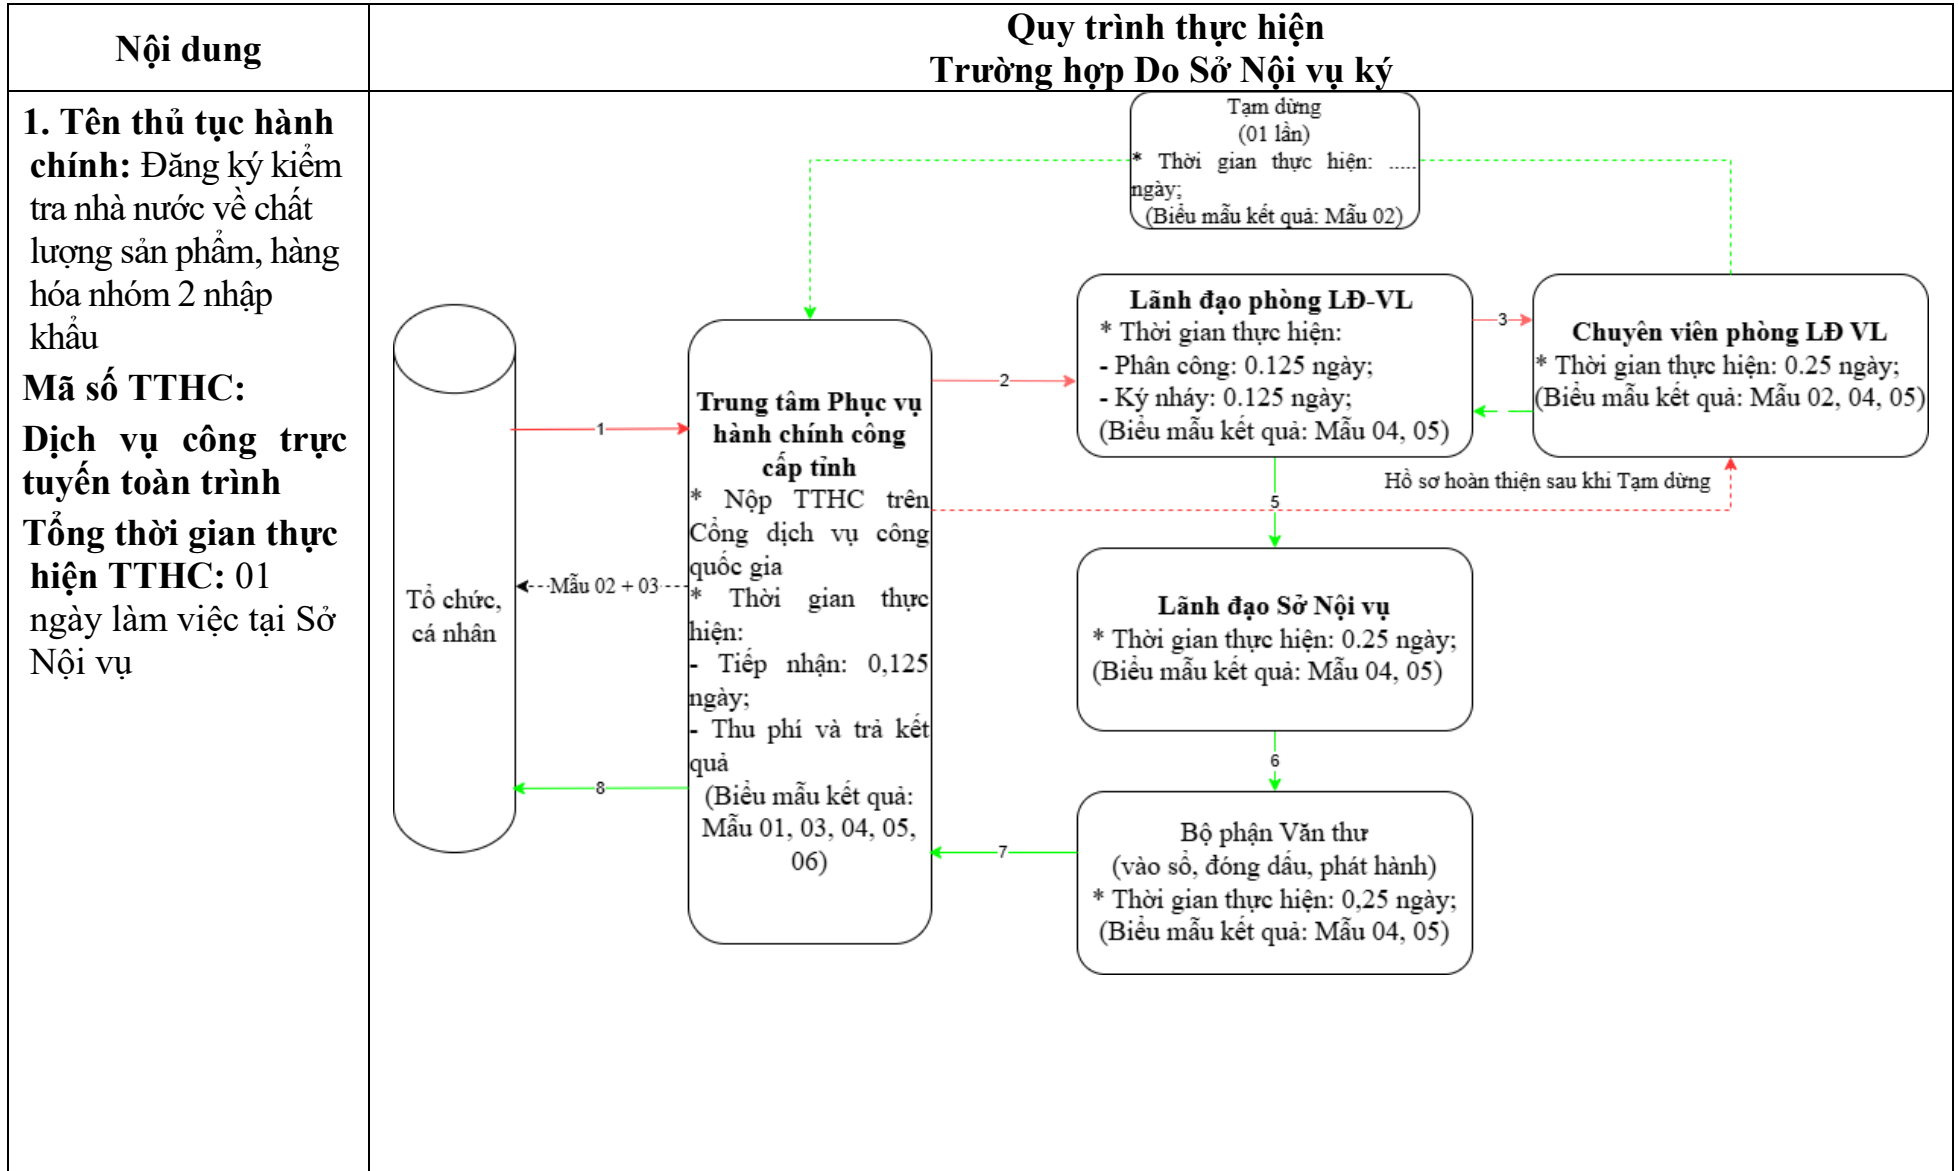 Nội dung
Quy trình thực hiện
Trường hợp Do Sở Nội vụ ký
1. Tên thủ tục hành
chính: Đăng ký kiểm
tra nhà nước về chất
lượng sản phẩm, hàng
hóa nhóm 2 nhập
khẩu
Mã số TTHC:
Dịch vụ công trực
tuyến toàn trình
Tổng thời gian thực
hiện TTHC: 01
ngày làm việc tại Sở
Nội vụ
Tạm dừng
(01 lần)
* Thời gian thực hiện: .....
ngày;
(Biểu mẫu kết quả: Mẫu 02)
Tổ chức,
cá nhân
1
Mẫu 02 + 03
8
Trung tâm Phục vụ
hành chính công
cấp tỉnh
* Nộp TTHC trên
Cổng dịch vụ công
quốc gia
* Thời gian thực
hiện:
- Tiếp nhận: 0,125
ngày;
- Thu phí và trả kết
quả
(Biểu mẫu kết quả:
Mẫu 01, 03, 04, 05,
06)
2
Lãnh đạo phòng LĐ-VL
* Thời gian thực hiện:
- Phân công: 0.125 ngày;
- Ký nháy: 0.125 ngày;
(Biểu mẫu kết quả: Mẫu 04, 05)
3
Chuyên viên phòng LĐ VL
* Thời gian thực hiện: 0.25 ngày;
(Biểu mẫu kết quả: Mẫu 02, 04, 05)
Hồ sơ hoàn thiện sau khi Tạm dừng
5
Lãnh đạo Sở Nội vụ
* Thời gian thực hiện: 0.25 ngày;
(Biểu mẫu kết quả: Mẫu 04, 05)
6
Bộ phận Văn thư
(vào sổ, đóng dấu, phát hành)
* Thời gian thực hiện: 0,25 ngày;
(Biểu mẫu kết quả: Mẫu 04, 05)
7